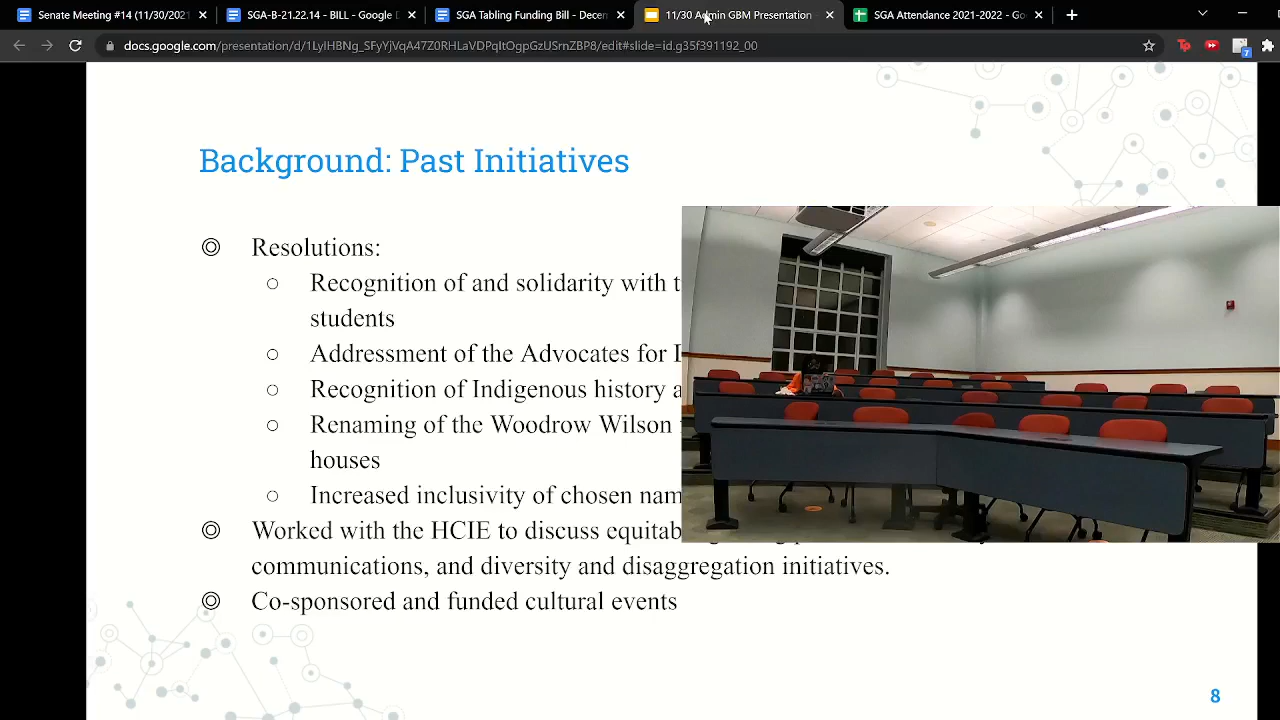 Senate Meeting #14 (11/30/2021
SGA-B-21.22.14 - BILL - Google D
SGA Tabling Funding Bill - Decem
11/30 Admin GBM Presentation -
SGA Attendance 2021-2022 - Go
docs.google.com/presentation/d/1LyIHBNg_SFyYjVqA47Z0RHLaVDPqItOgpGzUSrnZBP8/edit#slide=id.g35f391192_00
7
Background: Past Initiatives
Resolutions:
Recognition of and solidarity with t
students
Addressment of the Advocates for
Recognition of Indigenous history a
Renaming of the Woodrow Wilson
houses
Increased inclusivity of chosen nam
Worked with the HCIE to discuss equitab
communications, and diversity and disaggregation initiatives.
Co-sponsored and funded cultural events
8